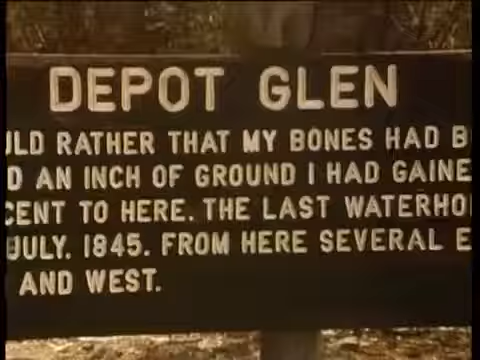 DEPOT GLEN
ULD RATHER THAT MY BONES HAD B
D AN INCH OF GROUND I HAD GAINE
CENT TO HERE. THE LAST WATERHO
JULY. 1845. FROM HERE SEVERAL E
AND WEST.